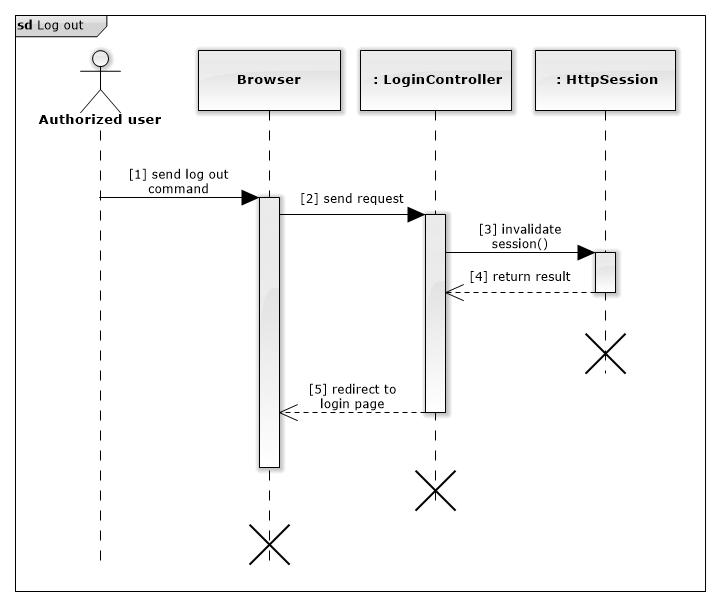 sd Log out
Authorized user
Browser
: LoginController
: HttpSession
[1] send log out
command
[2] send request
[3] invalidate
session()
[4] return result
[5] redirect to
login page